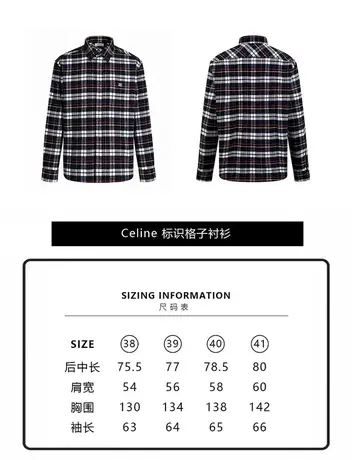 Celine 标识格子衬衫
SIZING INFORMATION
尺码表
SIZE 38 39 40 41
后中长 75.5 77 78.5 80
肩宽 54 56 58 60
胸围 130 134 138 142
袖长 63 64 65 66